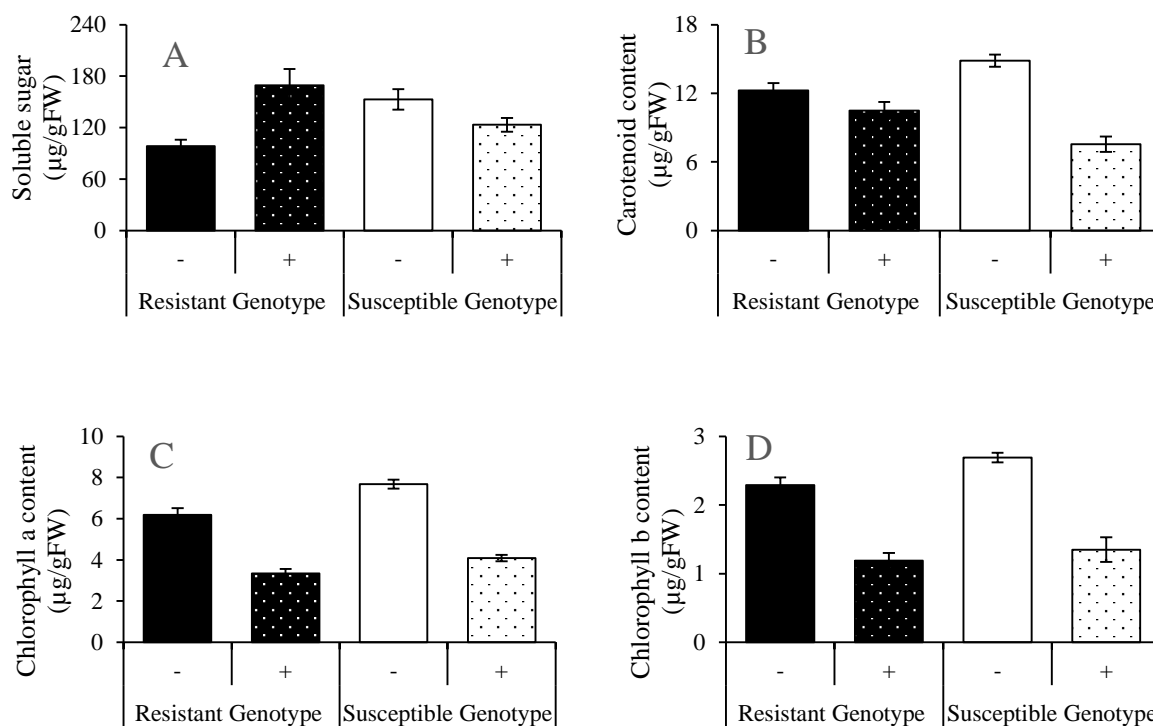 A
Soluble sugar
(µg/gFW)
240
180
120
60
0
- + - +
Resistant Genotype Susceptible Genotype
B
Carotenoid content
(µg/gFW)
18
12
6
0
- + - +
Resistant Genotype Susceptible Genotype
C
Chlorophyll a content
(µg/gFW)
10
8
6
4
2
0
- + - +
Resistant Genotype Susceptible Genotype
D
Chlorophyll b content
(µg/gFW)
3
2
1
0
- + - +
Resistant Genotype Susceptible Genotype